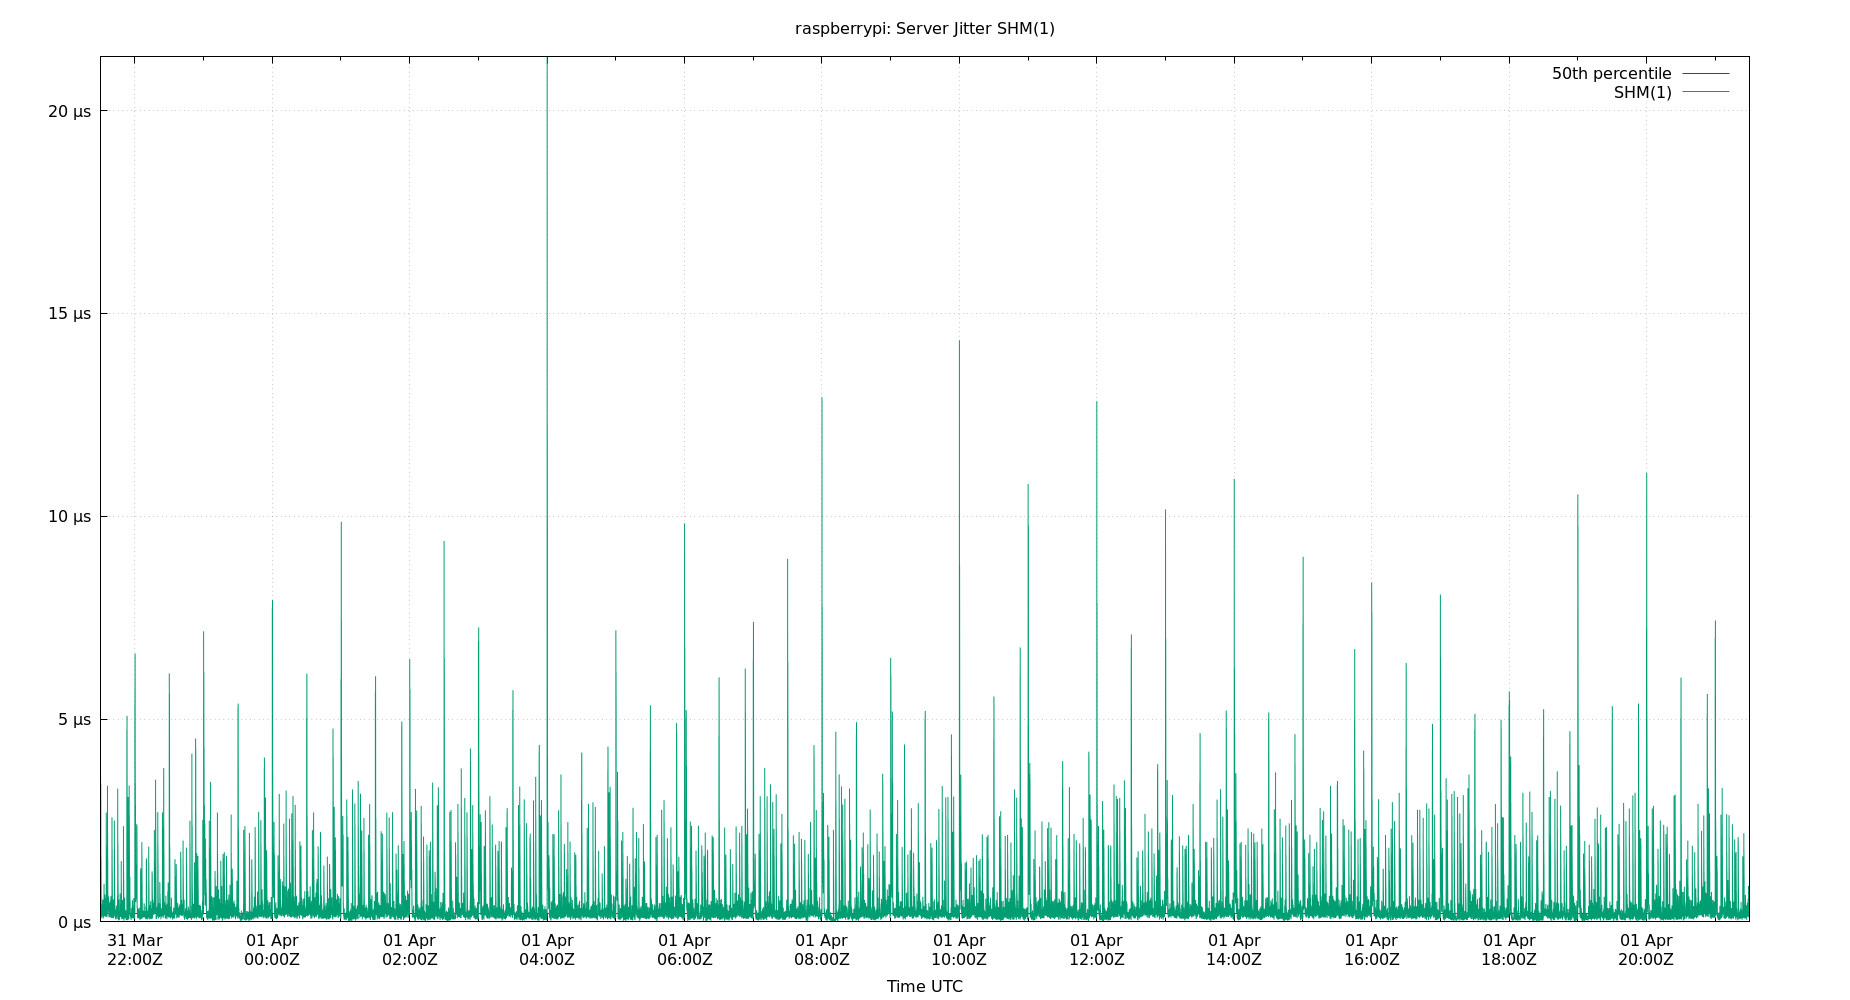 raspberrypi: Server Jitter SHM(1)
50th percentile
SHM(1)
20 µs
15 µs
10 µs
5 µs
0 µs
31 Mar 01 Apr 01 Apr 01 Apr 01 Apr 01 Apr 01 Apr 01 Apr 01 Apr 01 Apr 01 Apr 01 Apr
22:00Z 00:00Z 02:00Z 04:00Z 06:00Z 08:00Z 10:00Z 12:00Z 14:00Z 16:00Z 18:00Z 20:00Z
Time UTC